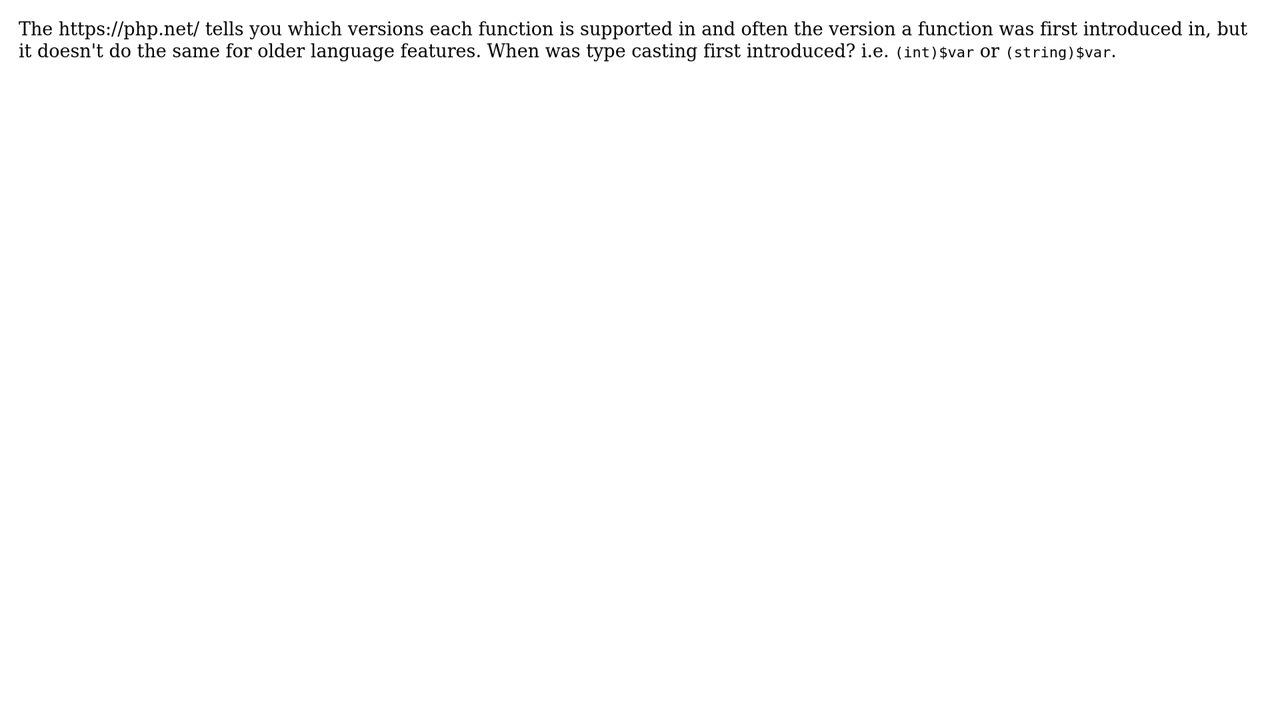 The https://php.net/ tells you which versions each function is supported in and often the version a function was first introduced in, but
it doesn't do the same for older language features. When was type casting first introduced? i.e. (int)$var or (string)$var.